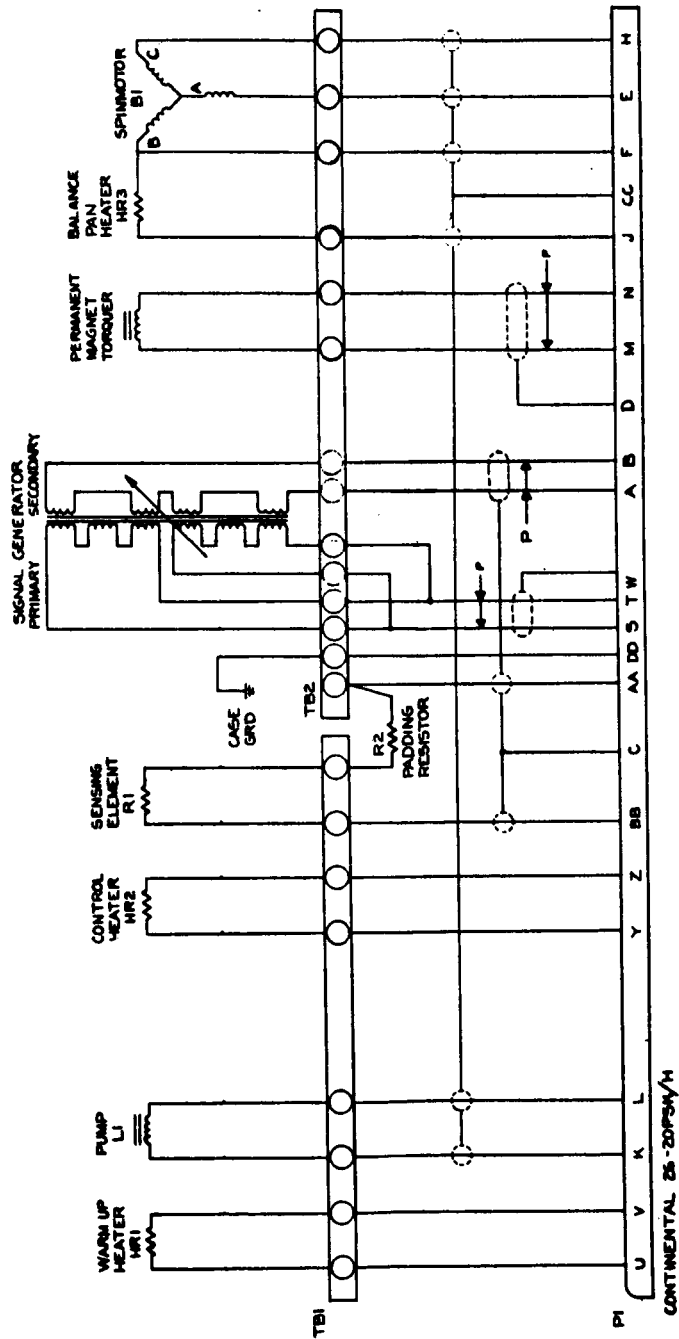 WARM UP
HEATER
HR1
PUMP
L1
CONTROL
HEATER
HR2
SENSING
ELEMENT
R1
CASE
GRD
SIGNAL GENERATOR
PRIMARY
SECONDARY
PERMANENT
MAGNET
TORQUER
BALANCE
PAN
HEATER
HR3
SPINMOTOR
B1
B
A
C
TB1
TB2
R2
PADDING
RESISTOR
P
P
P
P1
U
V
K
L
Y
Z
BB
C
AA
DD
S
T
W
A
B
D
M
N
J
CC
F
E
H
CONTINENTAL 26-20PSM/H